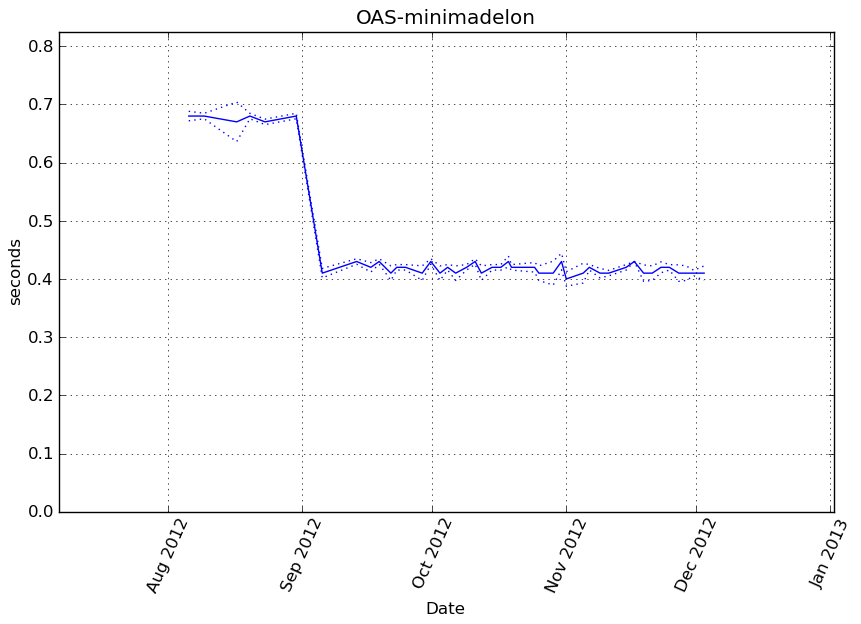 OAS-minimadelon
0.8
0.7
0.6
0.5
0.4
0.3
0.2
0.1
0.0
seconds
Aug 2012
Sep 2012
Oct 2012
Nov 2012
Dec 2012
Jan 2013
Date